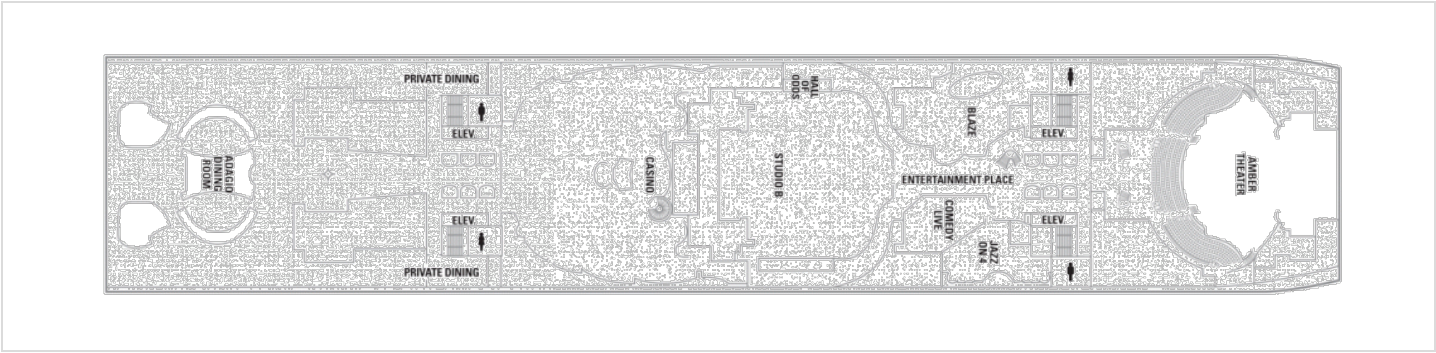 PRIVATE DINING
ELEV.
ADAGIO
DINING
ROOM
ELEV.
PRIVATE DINING
CASINO
STUDIO B
HALL
OF
ODDS
BLAZE
ENTERTAINMENT PLACE
COMEDY
LIVE
JAZZ
ON 4
ELEV.
ELEV.
AMBER
THEATER